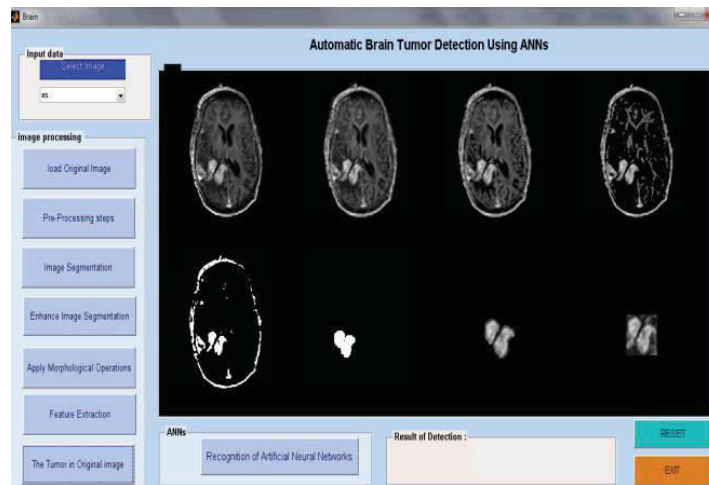 Brain
Automatic Brain Tumor Detection Using ANNs
Input data
Select Image
as
image processing
load Original Image
Pre-Processing steps
Image Segmentation
Enhance Image Segmentation
Apply Morphological Operations
Feature Extraction
The Tumor in Original image
ANNs
Recognition of Artificial Neural Networks
Result of Detection :
RESET
EXIT